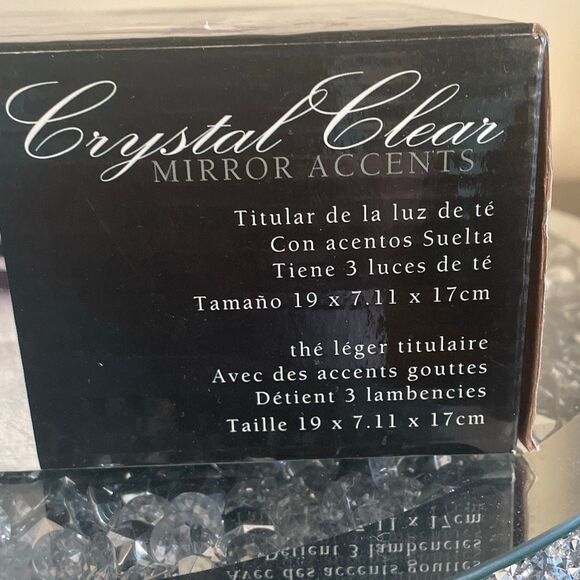 Crystal Clear
MIRROR ACCENTS
Titular de la luz de té
Con acentos Suelta
Tiene 3 luces de té
Tamaño 19 x 7.11 x 17cm
thé léger titulaire
Avec des accents gouttes
Détient 3 lambencies
Taille 19 x 7.11 x 17cm